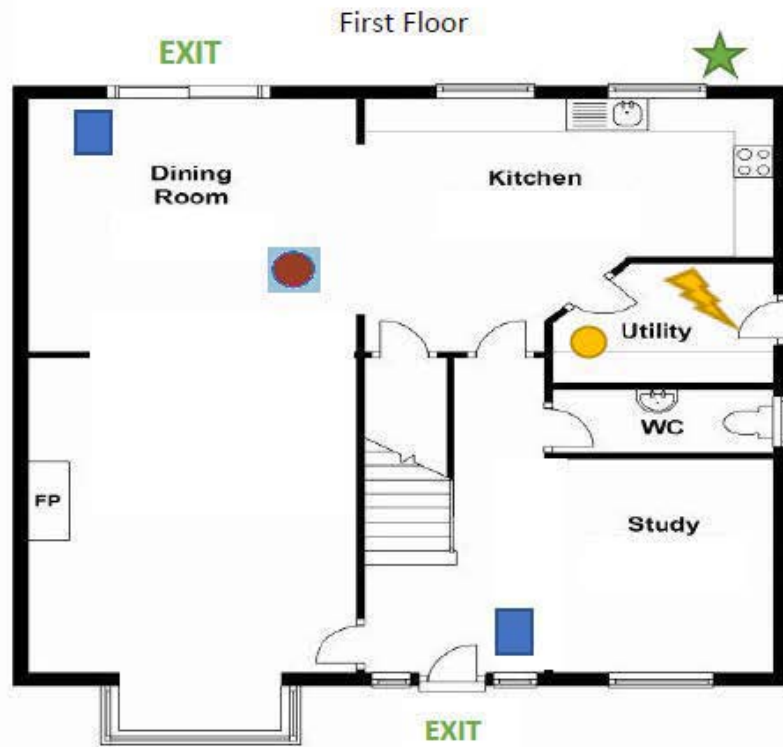 First Floor
EXIT
Dining
Room
Kitchen
Utility
WC
FP
Study
EXIT